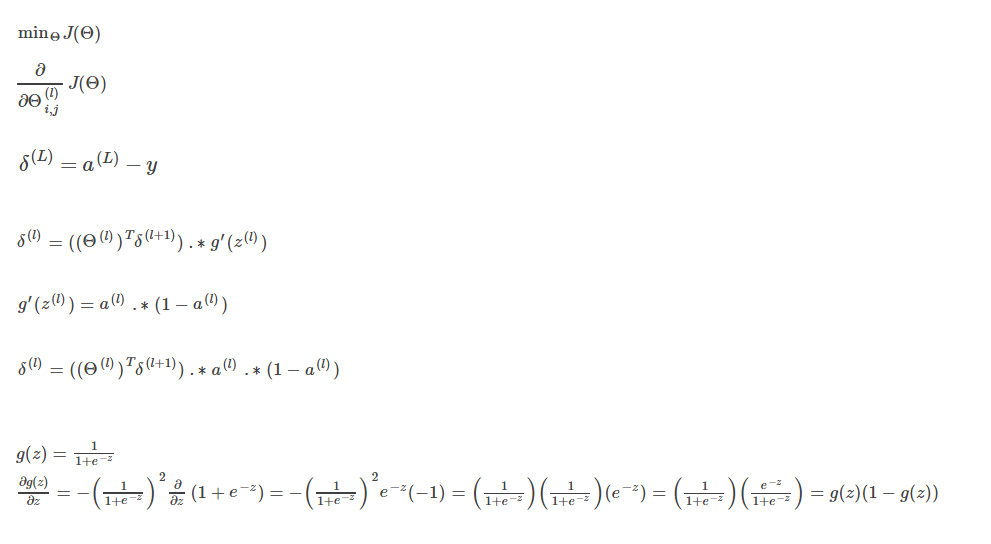 $\min_\Theta J(\Theta)$
$\dfrac{\partial}{\partial \Theta_{i,j}^{(l)}} J(\Theta)$
$\delta^{(L)} = a^{(L)} - y$
$\delta^{(l)} = ((\Theta^{(l)})^T \delta^{(l+1)}) .* g'(z^{(l)})$
$g'(z^{(l)}) = a^{(l)} .* (1 - a^{(l)})$
$\delta^{(l)} = ((\Theta^{(l)})^T \delta^{(l+1)}) .* a^{(l)} .* (1 - a^{(l)})$
$g(z) = \frac{1}{1+e^{-z}}$
$\frac{\partial g(z)}{\partial z} = -\left(\frac{1}{1+e^{-z}}\right)^2 \frac{\partial}{\partial z} (1 + e^{-z}) = -\left(\frac{1}{1+e^{-z}}\right)^2 e^{-z}(-1) = \left(\frac{1}{1+e^{-z}}\right)\left(\frac{1}{1+e^{-z}}\right)(e^{-z}) = \left(\frac{1}{1+e^{-z}}\right)\left(\frac{e^{-z}}{1+e^{-z}}\right) = g(z)(1 - g(z))$